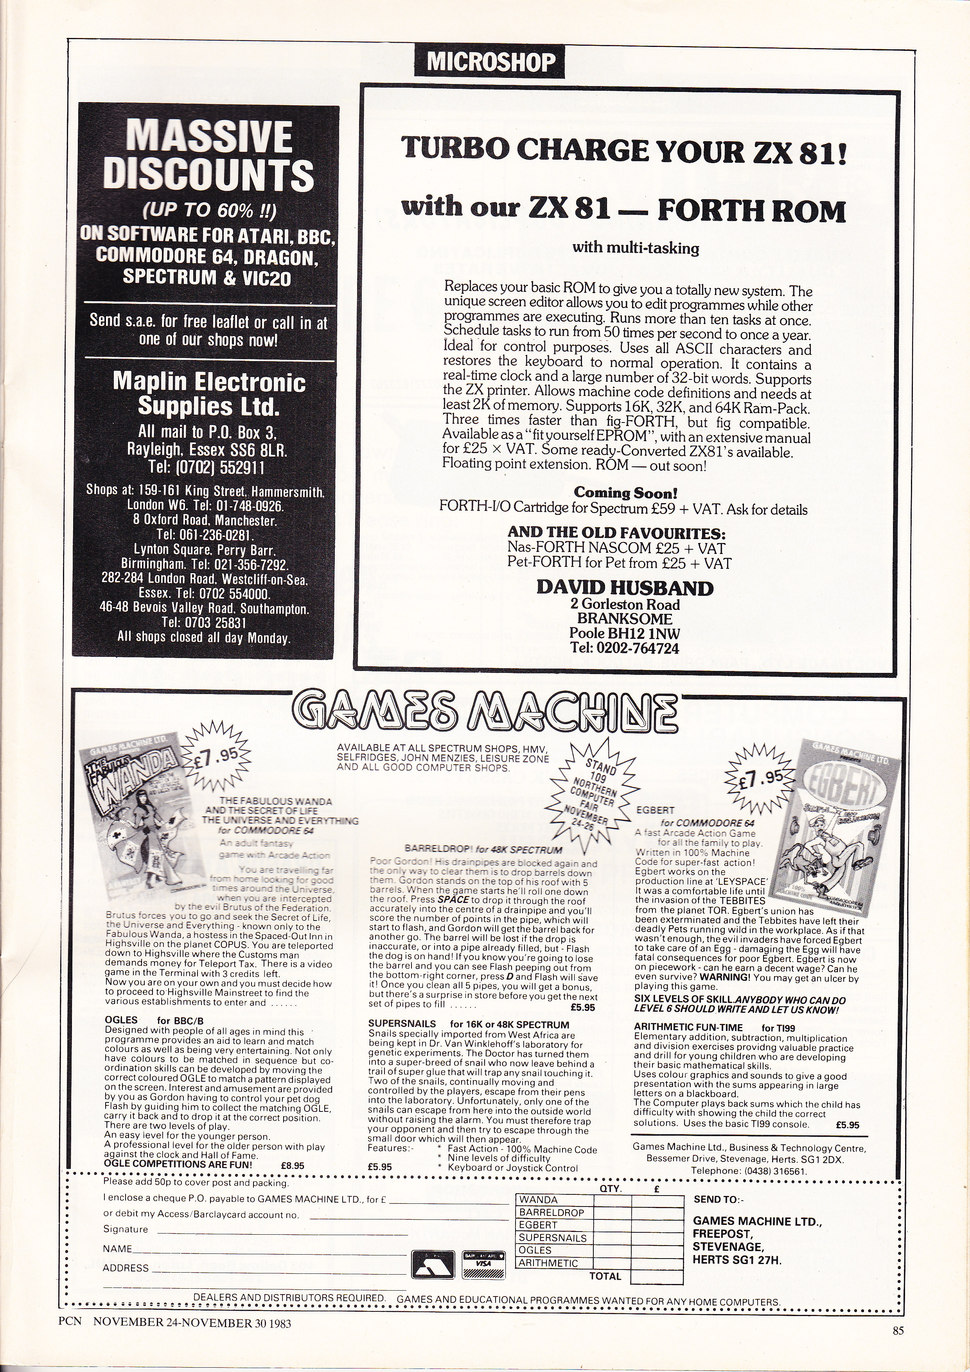 MICROSHOP
MASSIVE
DISCOUNTS
(UP TO 60% !!)
ON SOFTWARE FOR ATARI, BBC,
COMMODORE 64, DRAGON,
SPECTRUM & VIC20
Send s.a.e. for free leaflet or call in at
one of our shops now!
Maplin Electronic
Supplies Ltd.
All mail to P.O. Box 3,
Rayleigh, Essex SS6 8LR.
Tel: (0702) 552911
Shops at: 159-161 King Street, Hammersmith,
London W6. Tel: 01-748-0926.
8 Oxford Road, Manchester.
Tel: 061-236-0281.
Lynton Square, Perry Barr,
Birmingham. Tel: 021-356-7292.
282-284 London Road, Westcliff-on-Sea,
Essex. Tel: 0702 554000.
46-48 Bevois Valley Road, Southampton.
Tel: 0703 25831
All shops closed all day Monday.
TURBO CHARGE YOUR ZX 81!
with our ZX 81 — FORTH ROM
with multi-tasking
Replaces your basic ROM to give you a totally new system. The
unique screen editor allows you to edit programmes while other
programmes are executing. Runs more than ten tasks at once.
Schedule tasks to run from 50 times per second to once a year.
Ideal for control purposes. Uses all ASCII characters and
restores the keyboard to normal operation. It contains a
real-time clock and a large number of 32-bit words. Supports
the ZX printer. Allows machine code definitions and needs at
least 2K of memory. Supports 16K, 32K, and 64K Ram-Pack.
Three times faster than fig-FORTH, but fig compatible.
Available as a "fit yourself EPROM", with an extensive manual
for £25 × VAT. Some ready-Converted ZX81's available.
Floating point extension. ROM — out soon!
Coming Soon!
FORTH-I/O Cartridge for Spectrum £59 + VAT. Ask for details
AND THE OLD FAVOURITES:
Nas-FORTH NASCOM £25 + VAT
Pet-FORTH for Pet from £25 + VAT
DAVID HUSBAND
2 Gorleston Road
BRANKSOME
Poole BH12 1NW
Tel: 0202-764724
GAMES MACHINE
GAMES MACHINE LTD.
THE FABULOUS
WANDA
£7.95
AVAILABLE AT ALL SPECTRUM SHOPS, HMV,
SELFRIDGES, JOHN MENZIES, LEISURE ZONE
AND ALL GOOD COMPUTER SHOPS.
STAND
109
NORTHERN
COMPUTER
FAIR
NOVEMBER
24-26
£7.95
GAMES MACHINE LTD.
PRESENTS
EGBERT
THE FABULOUS WANDA
AND THE SECRET OF LIFE
THE UNIVERSE AND EVERYTHING
for COMMODORE 64
An adult fantasy
game with Arcade Action
You are travelling far
from home looking for good
times around the Universe,
when you are intercepted
by the evil Brutus of the Federation.
Brutus forces you to go and seek the Secret of Life,
the Universe and Everything - known only to the
Fabulous Wanda, a hostess in the Spaced-Out Inn in
Highsville on the planet COPUS. You are teleported
down to Highsville where the Customs man
demands money for Teleport Tax. There is a video
game in the Terminal with 3 credits left.
Now you are on your own and you must decide how
to proceed to Highsville Mainstreet to find the
various establishments to enter and ......
OGLES for BBC/B
Designed with people of all ages in mind this
programme provides an aid to learn and match
colours as well as being very entertaining. Not only
have colours to be matched in sequence but co-
ordination skills can be developed by moving the
correct coloured OGLE to match a pattern displayed
on the screen. Interest and amusement are provided
by you as Gordon having to control your pet dog
Flash by guiding him to collect the matching OGLE,
carry it back and to drop it at the correct position.
There are two levels of play.
An easy level for the younger person.
A professional level for the older person with play
against the clock and Hall of Fame.
OGLE COMPETITIONS ARE FUN! £8.95
BARRELDROP! for 48K SPECTRUM
Poor Gordon! His drainpipes are blocked again and
the only way to clear them is to drop barrels down
them. Gordon stands on the top of his roof with 5
barrels. When the game starts he'll roll one down
the roof. Press SPACE to drop it through the roof
accurately into the centre of a drainpipe and you'll
score the number of points in the pipe, which will
start to flash, and Gordon will get the barrel back for
another go. The barrel will be lost if the drop is
inaccurate, or into a pipe already filled, but - Flash
the dog is on hand! If you know you're going to lose
the barrel and you can see Flash peeping out from
the bottom-right corner, press D and Flash will save
it! Once you clean all 5 pipes, you will get a bonus,
but there's a surprise in store before you get the next
set of pipes to fill ...... £5.95
SUPERSNAILS for 16K or 48K SPECTRUM
Snails specially imported from West Africa are
being kept in Dr. Van Winklehoff's laboratory for
genetic experiments. The Doctor has turned them
into a super-breed of snail who now leave behind a
trail of super glue that will trap any snail touching it.
Two of the snails, continually moving and
controlled by the players, escape from their pens
into the laboratory. Unfortunately, only one of the
snails can escape from here into the outside world
without raising the alarm. You must therefore trap
your opponent and then try to escape through the
small door which will then appear.
Features:- * Fast Action - 100% Machine Code
* Nine levels of difficulty
£5.95 * Keyboard or Joystick Control
EGBERT
for COMMODORE 64
A fast Arcade Action Game
for all the family to play.
Written in 100% Machine
Code for super-fast action!
Egbert works on the
production line at 'LEYSPACE'
It was a comfortable life until
the invasion of the TEBBITES
from the planet TOR. Egbert's union has
been exterminated and the Tebbites have left their
deadly Pets running wild in the workplace. As if that
wasn't enough, the evil invaders have forced Egbert
to take care of an Egg - damaging the Egg will have
fatal consequences for poor Egbert. Egbert is now
on piecework - can he earn a decent wage? Can he
even survive? WARNING! You may get an ulcer by
playing this game.
SIX LEVELS OF SKILL. ANYBODY WHO CAN DO
LEVEL 6 SHOULD WRITE AND LET US KNOW!
ARITHMETIC FUN-TIME for TI99
Elementary addition, subtraction, multiplication
and division exercises providng valuable practice
and drill for young children who are developing
their basic mathematical skills.
Uses colour graphics and sounds to give a good
presentation with the sums appearing in large
letters on a blackboard.
The Computer plays back sums which the child has
difficulty with showing the child the correct
solutions. Uses the basic TI99 console. £5.95
Games Machine Ltd., Business & Technology Centre,
Bessemer Drive, Stevenage, Herts. SG1 2DX.
Telephone: (0438) 316561.
Please add 50p to cover post and packing.
I enclose a cheque P.O. payable to GAMES MACHINE LTD., for £
or debit my Access/Barclaycard account no.
Signature
NAME
ADDRESS
VISA
QTY. £
WANDA
BARRELDROP
EGBERT
SUPERSNAILS
OGLES
ARITHMETIC
TOTAL
SEND TO:-
GAMES MACHINE LTD.,
FREEPOST,
STEVENAGE,
HERTS SG1 27H.
DEALERS AND DISTRIBUTORS REQUIRED. GAMES AND EDUCATIONAL PROGRAMMES WANTED FOR ANY HOME COMPUTERS.
PCN NOVEMBER 24-NOVEMBER 30 1983
85